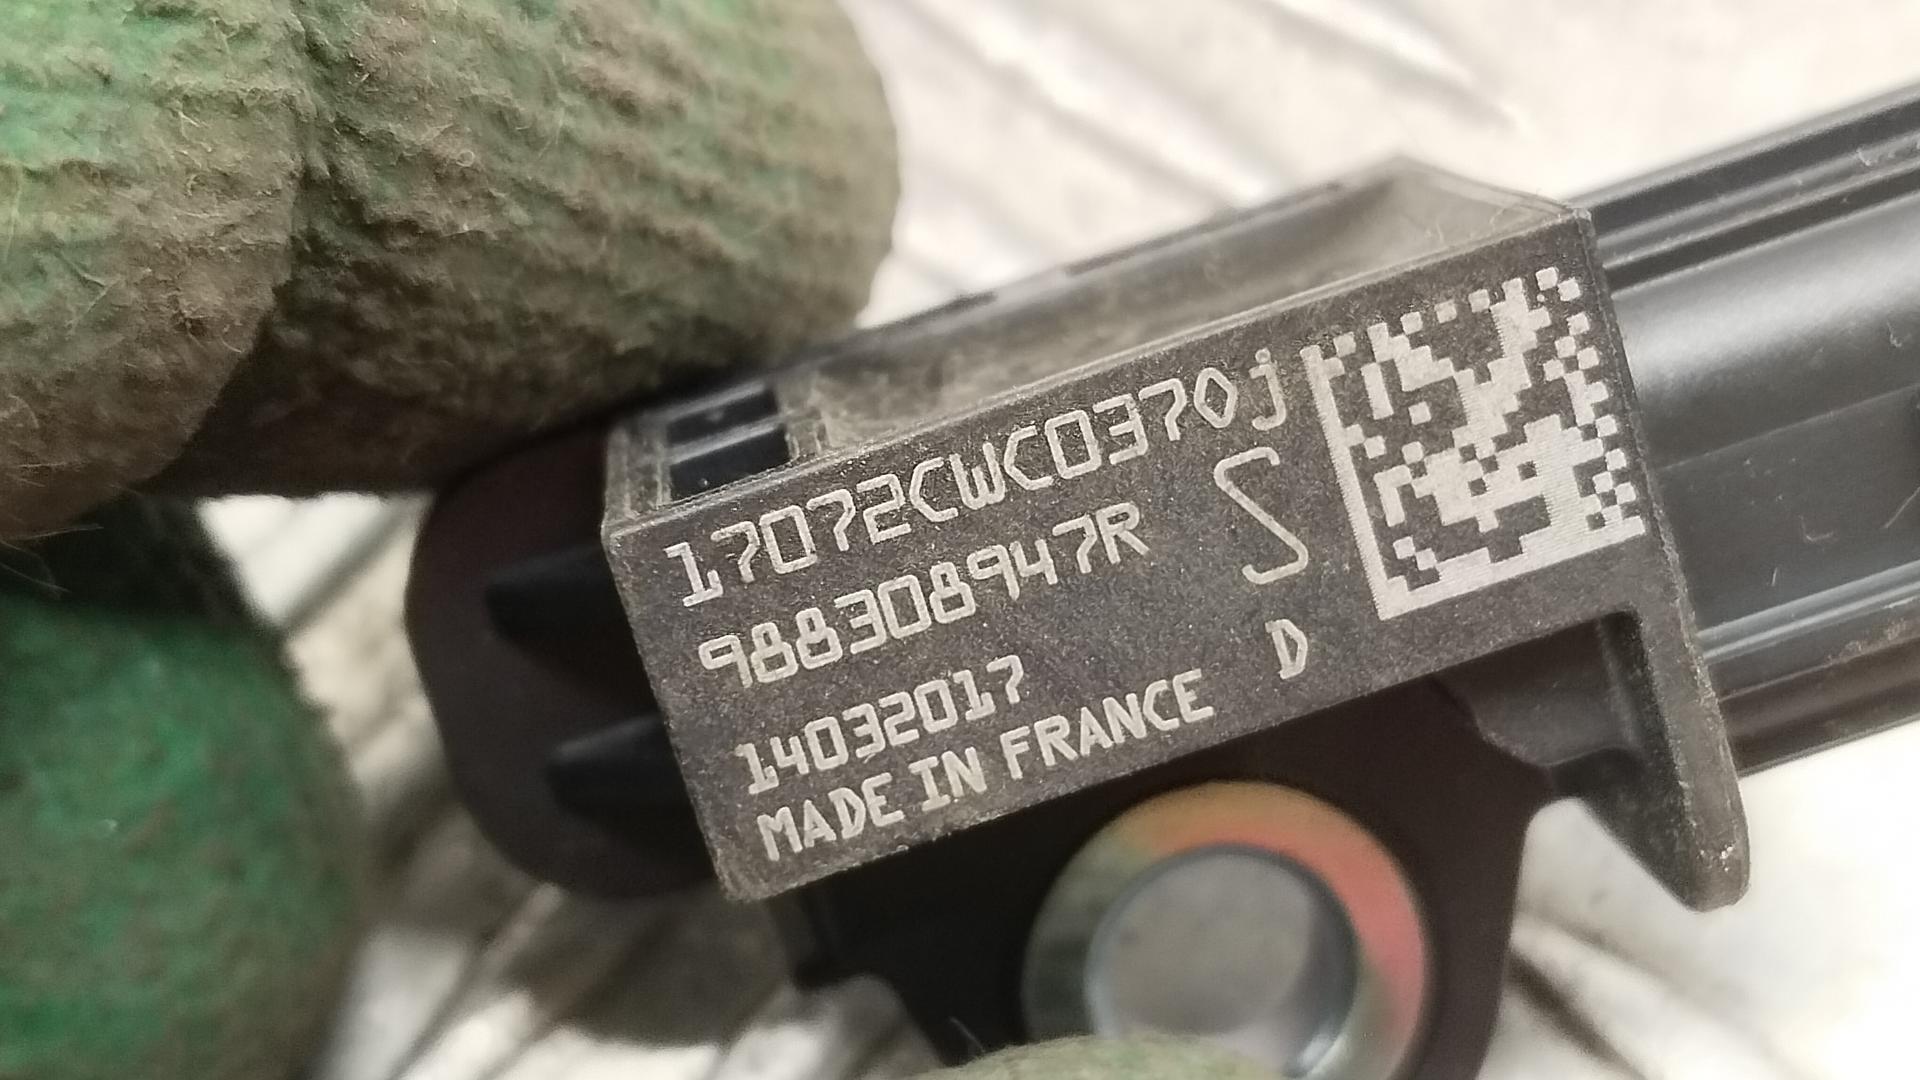 17072CWC0370j
988308947R S
14032017
MADE IN FRANCE D